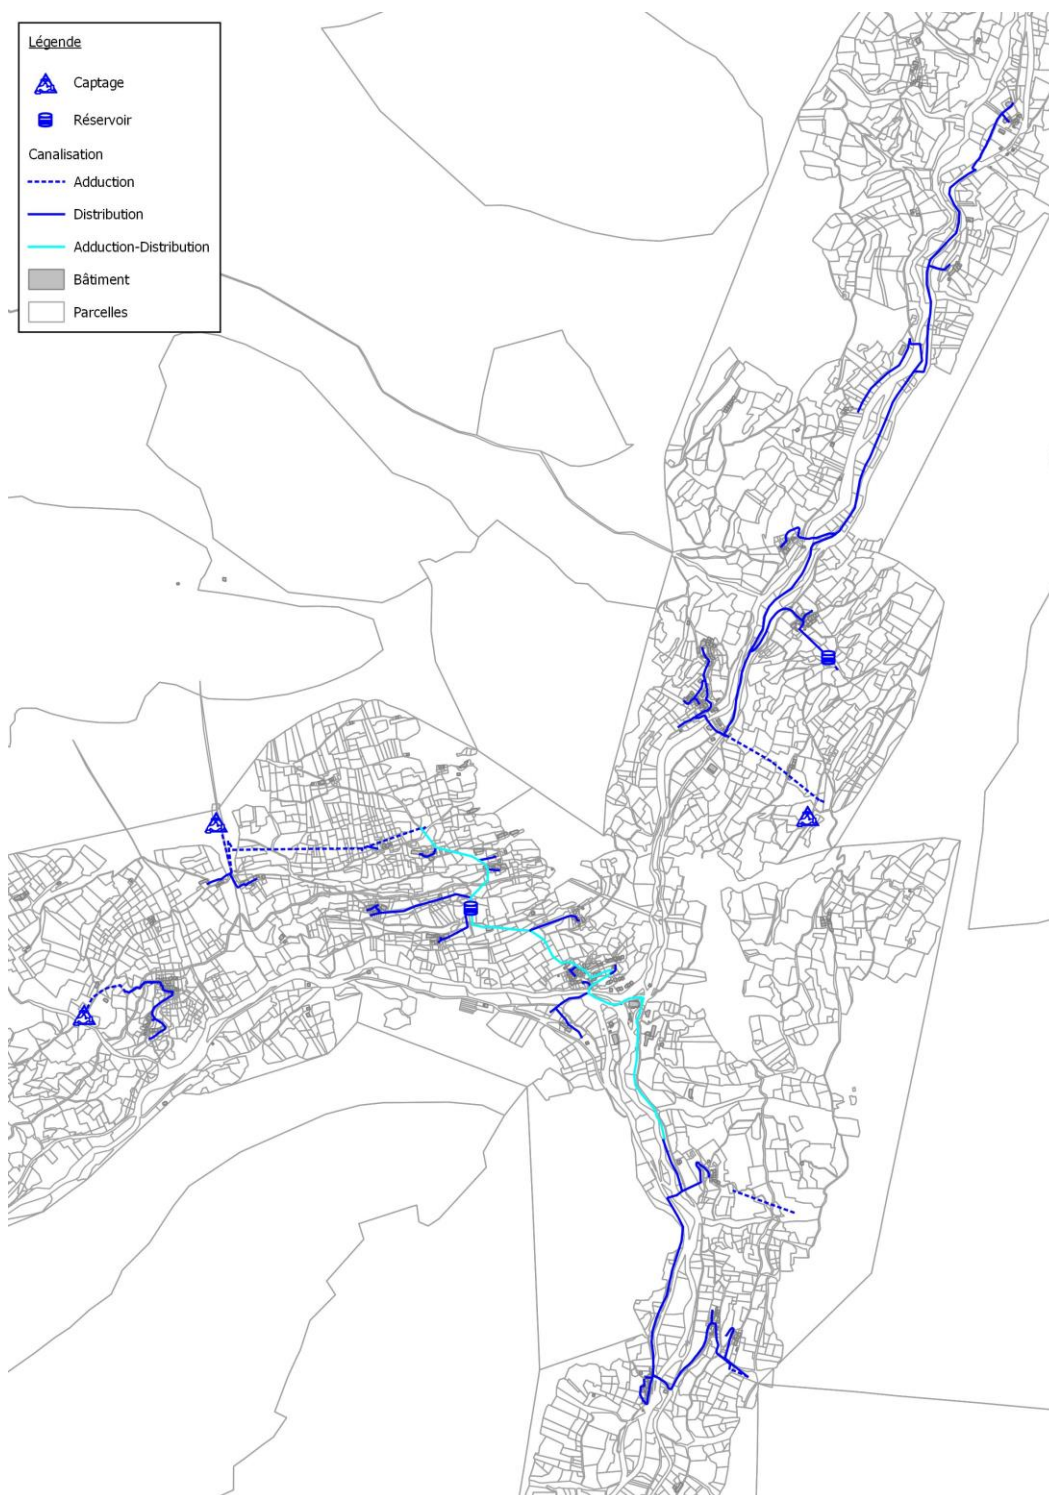 Légende
Captage
Réservoir
Canalisation
Adduction
Distribution
Adduction-Distribution
Bâtiment
Parcelles